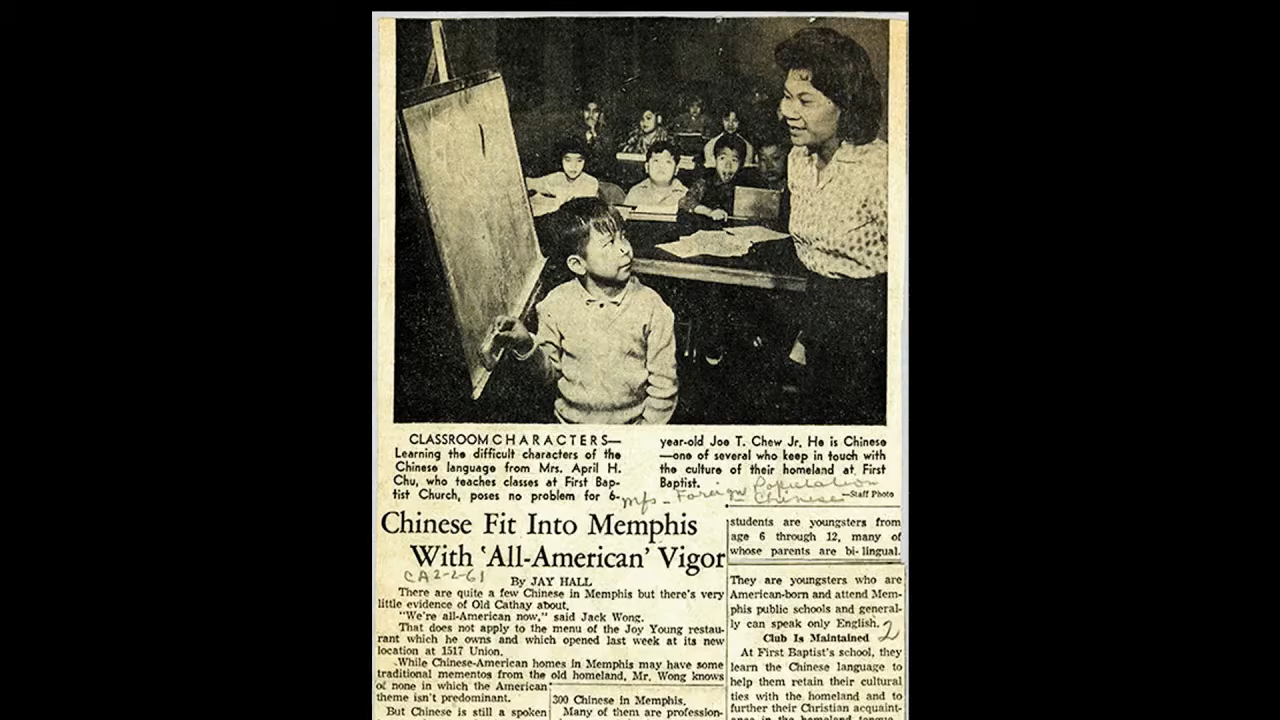 CLASSROOM CHARACTERS—
Learning the difficult characters of the
Chinese language from Mrs. April H.
Chu, who teaches classes at First Bap-
tist Church, poses no problem for 6-
year-old Joe T. Chew Jr. He is Chinese
—one of several who keep in touch with
the culture of their homeland at First
Baptist.
—Staff Photo
Mfs - Foreign Population
- Chinese
Chinese Fit Into Memphis
With 'All-American' Vigor
CA 2-2-61
By JAY HALL
There are quite a few Chinese in Memphis but there's very
little evidence of Old Cathay about.
"We're all-American now," said Jack Wong.
That does not apply to the menu of the Joy Young restau-
rant which he owns and which opened last week at its new
location at 1517 Union.
While Chinese-American homes in Memphis may have some
traditional mementos from the old homeland, Mr. Wong knows
of none in which the American
theme isn't predominant.
But Chinese is still a spoken
300 Chinese in Memphis.
Many of them are profession-
students are youngsters from
age 6 through 12, many of
whose parents are bi-lingual.
They are youngsters who are
American-born and attend Mem-
phis public schools and general-
ly can speak only English.
2
Club Is Maintained
At First Baptist's school, they
learn the Chinese language to
help them retain their cultural
ties with the homeland and to
further their Christian acquaint-